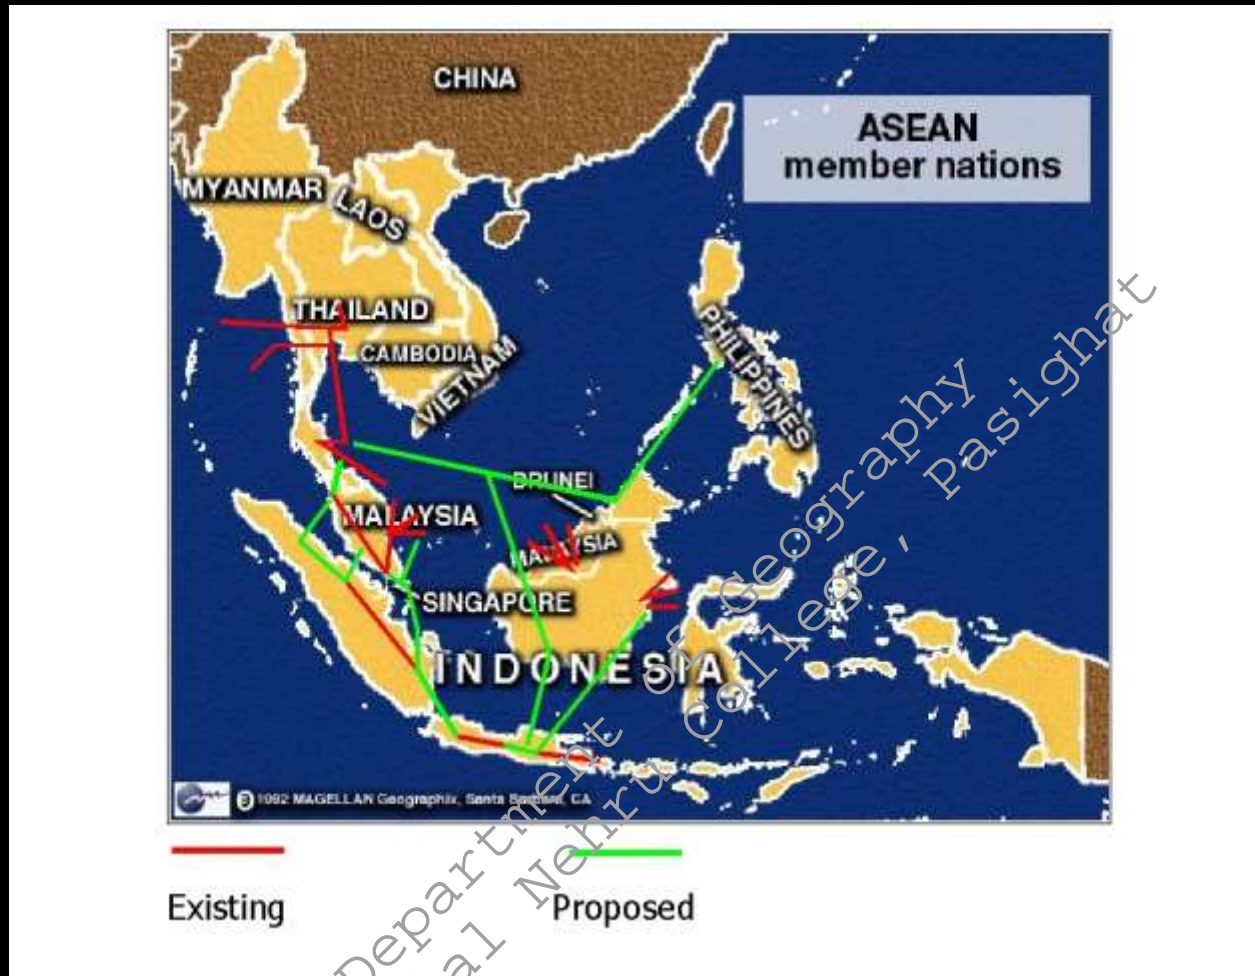 CHINA
ASEAN
member nations
MYANMAR
LAOS
THAILAND
CAMBODIA
VIETNAM
PHILIPPINES
BRUNEI
MALAYSIA
MALAYSIA
SINGAPORE
INDONESIA
1992 MAGELLAN Geographix, Santa Barbara, CA
Existing
Proposed
Department of Geography
al Nehru College, Pasighat